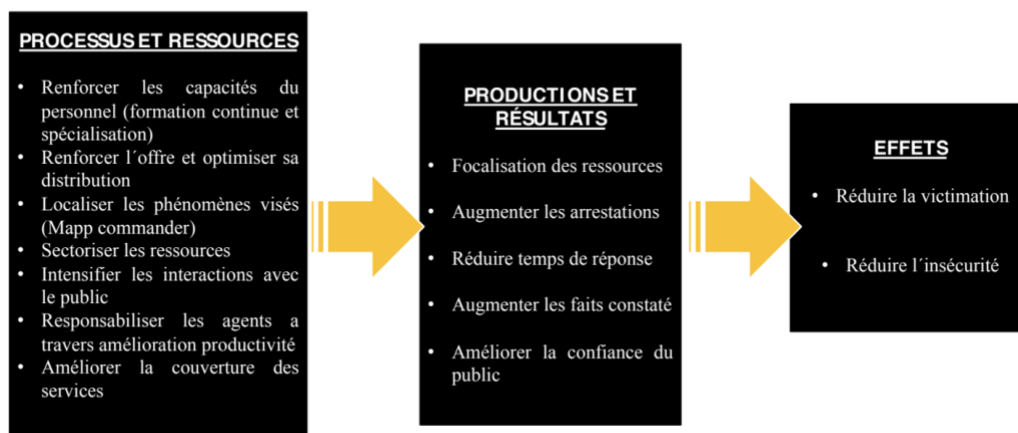 PROCESSUS ET RESSOURCES
• Renforcer les capacités du
personnel (formation continue et
spécialisation)
• Renforcer l´offre et optimiser sa
distribution
• Localiser les phénomènes visés
(Mapp commander)
• Sectoriser les ressources
• Intensifier les interactions avec
le public
• Responsabiliser les agents a
travers amélioration productivité
• Améliorer la couverture des
services
PRODUCTIONS ET
RÉSULTATS
• Focalisation des ressources
• Augmenter les arrestations
• Réduire temps de réponse
• Augmenter les faits constaté
• Améliorer la confiance du
public
EFFETS
• Réduire la victimation
• Réduire l´insécurité